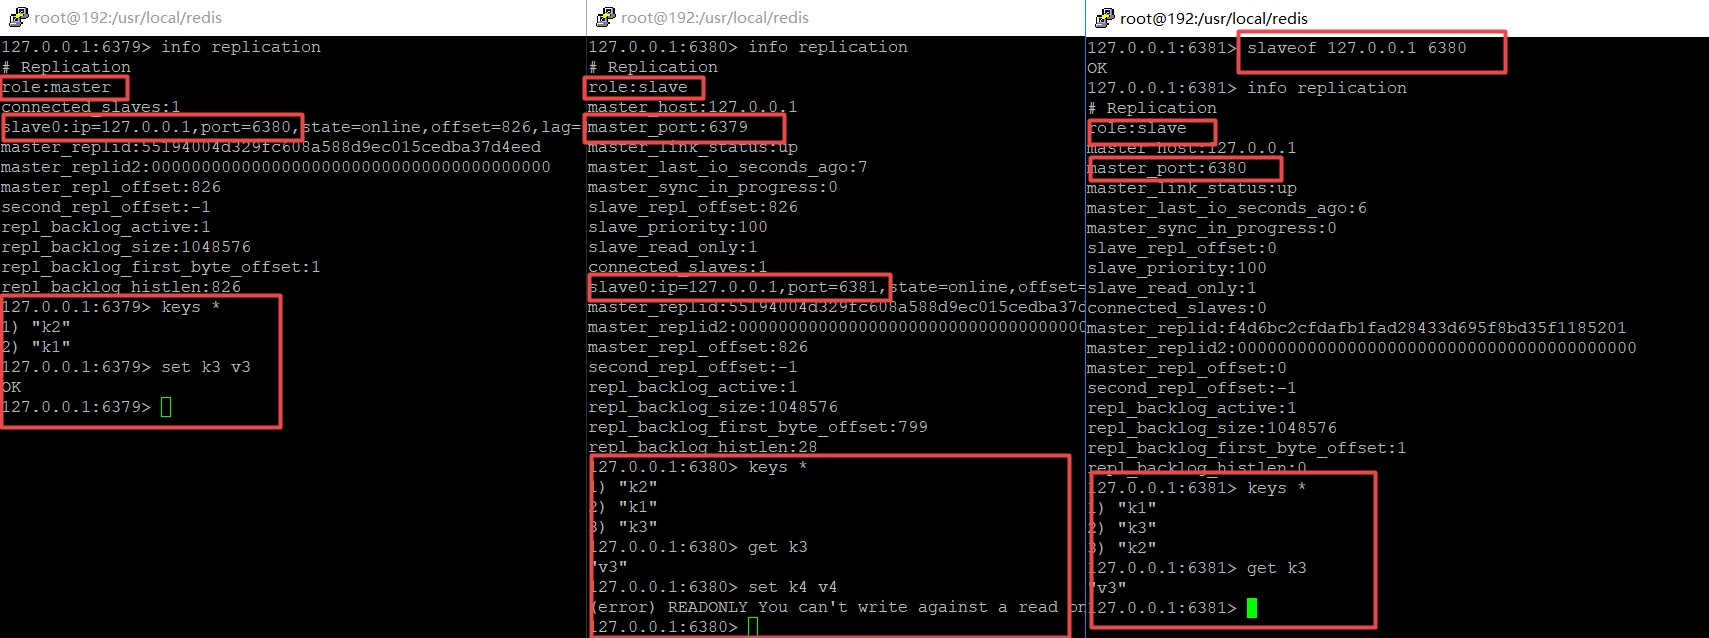 root@192:/usr/local/redis
127.0.0.1:6379> info replication
# Replication
role:master
connected_slaves:1
slave0:ip=127.0.0.1,port=6380,state=online,offset=826,lag=
master_replid:55194004d329fc608a588d9ec015cedba37d4eed
master_replid2:0000000000000000000000000000000000000000
master_repl_offset:826
second_repl_offset:-1
repl_backlog_active:1
repl_backlog_size:1048576
repl_backlog_first_byte_offset:1
repl_backlog_histlen:826
127.0.0.1:6379> keys *
1) "k2"
2) "k1"
127.0.0.1:6379> set k3 v3
OK
127.0.0.1:6379>
root@192:/usr/local/redis
127.0.0.1:6380> info replication
# Replication
role:slave
master_host:127.0.0.1
master_port:6379
master_link_status:up
master_last_io_seconds_ago:7
master_sync_in_progress:0
slave_repl_offset:826
slave_priority:100
slave_read_only:1
connected_slaves:1
slave0:ip=127.0.0.1,port=6381,state=online,offset=
master_replid:55194004d329fc608a588d9ec015cedba37d
master_replid2:00000000000000000000000000000000000
master_repl_offset:826
second_repl_offset:-1
repl_backlog_active:1
repl_backlog_size:1048576
repl_backlog_first_byte_offset:799
repl_backlog_histlen:28
127.0.0.1:6380> keys *
1) "k2"
2) "k1"
3) "k3"
127.0.0.1:6380> get k3
"v3"
127.0.0.1:6380> set k4 v4
(error) READONLY You can't write against a read on
127.0.0.1:6380>
root@192:/usr/local/redis
127.0.0.1:6381> slaveof 127.0.0.1 6380
OK
127.0.0.1:6381> info replication
# Replication
role:slave
master_host:127.0.0.1
master_port:6380
master_link_status:up
master_last_io_seconds_ago:6
master_sync_in_progress:0
slave_repl_offset:0
slave_priority:100
slave_read_only:1
connected_slaves:0
master_replid:f4d6bc2cfdafb1fad28433d695f8bd35f1185201
master_replid2:0000000000000000000000000000000000000000
master_repl_offset:0
second_repl_offset:-1
repl_backlog_active:1
repl_backlog_size:1048576
repl_backlog_first_byte_offset:1
repl_backlog_histlen:0
127.0.0.1:6381> keys *
1) "k1"
2) "k3"
3) "k2"
127.0.0.1:6381> get k3
"v3"
127.0.0.1:6381>